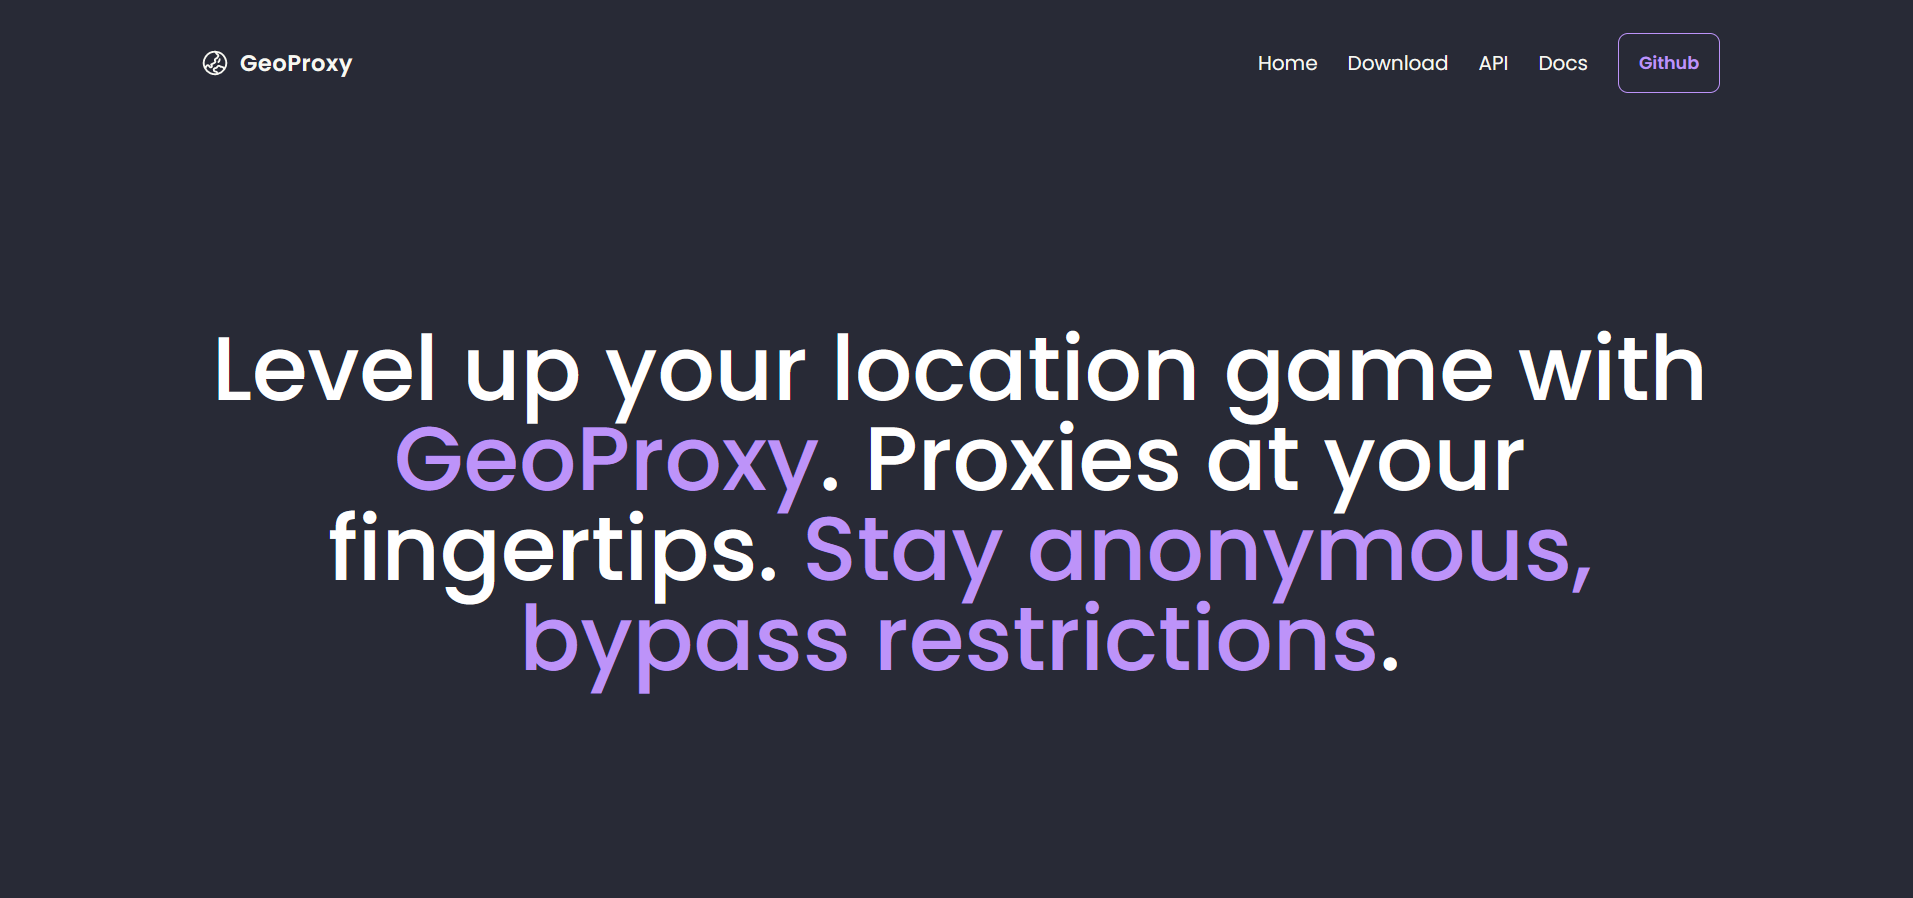 GeoProxy
Home
Download
API
Docs
Github
Level up your location game with
GeoProxy. Proxies at your
fingertips. Stay anonymous,
bypass restrictions.